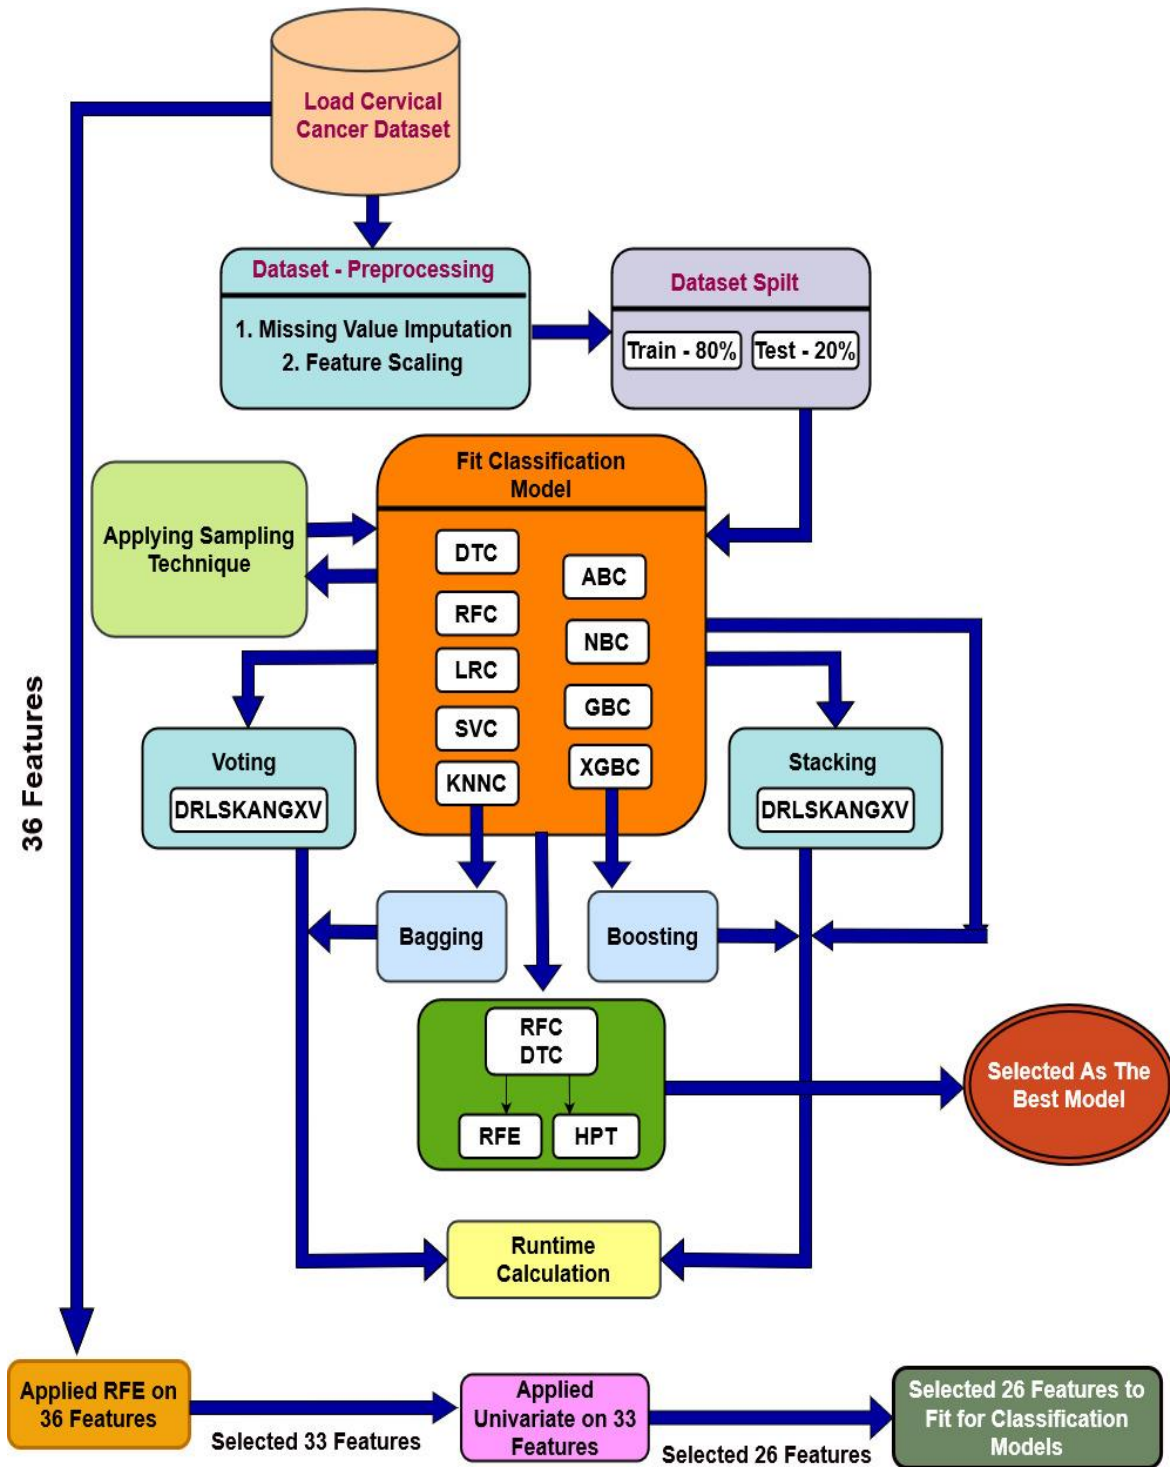 Load Cervical
Cancer Dataset
Dataset - Preprocessing
1. Missing Value Imputation
2. Feature Scaling
Dataset Spilt
Train - 80%
Test - 20%
Fit Classification
Model
DTC
RFC
LRC
SVC
KNNC
ABC
NBC
GBC
XGBC
Applying Sampling
Technique
36 Features
Voting
DRLSKANGXV
Stacking
DRLSKANGXV
Bagging
Boosting
RFC
DTC
RFE
HPT
Selected As The
Best Model
Runtime
Calculation
Applied RFE on
36 Features
Selected 33 Features
Applied
Univariate on 33
Features
Selected 26 Features
Selected 26 Features to
Fit for Classification
Models